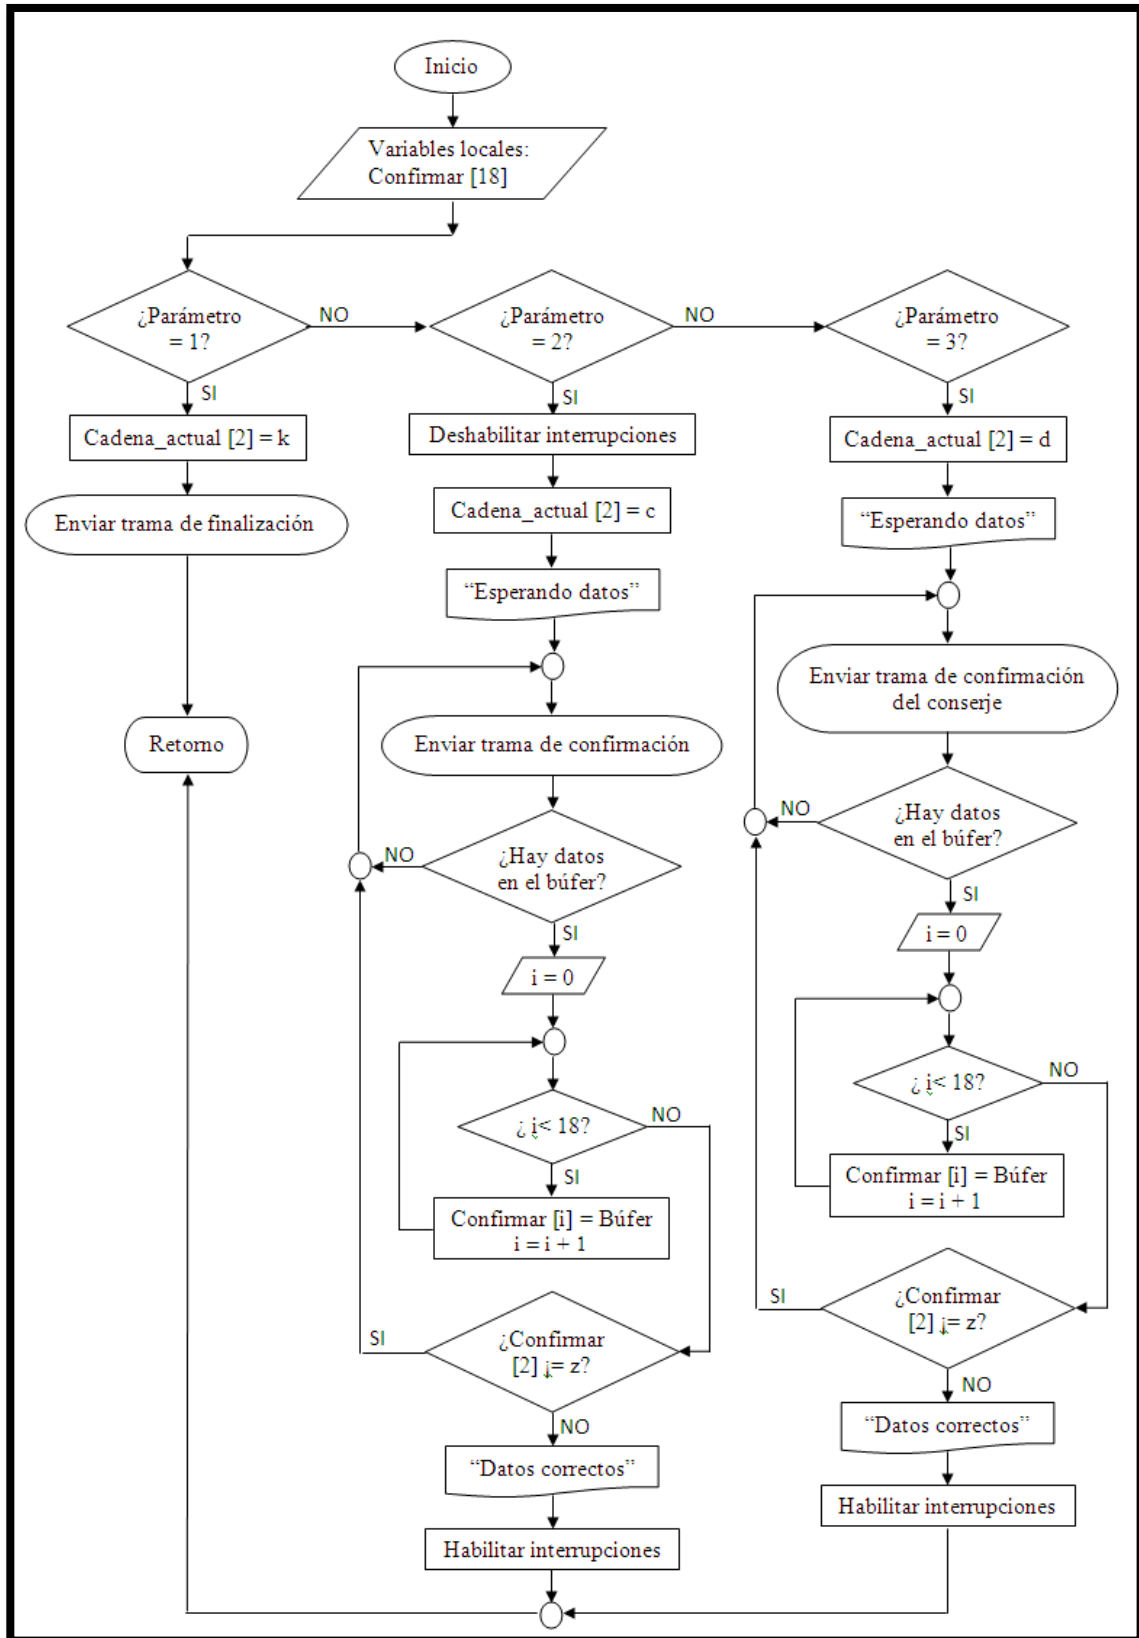 Inicio
Variables locales:
Confirmar [18]
¿Parámetro
= 1?
NO
¿Parámetro
= 2?
NO
¿Parámetro
= 3?
SI
Cadena_actual [2] = k
Enviar trama de finalización
Retorno
SI
Deshabilitar interrupciones
Cadena_actual [2] = c
“Esperando datos”
Enviar trama de confirmación
¿Hay datos
en el búfer?
NO
SI
i = 0
¿ i< 18?
NO
SI
Confirmar [i] = Búfer
i = i + 1
¿Confirmar
[2] ¡= z?
SI
NO
“Datos correctos”
Habilitar interrupciones
SI
Cadena_actual [2] = d
“Esperando datos”
Enviar trama de confirmación
del conserje
¿Hay datos
en el búfer?
NO
SI
i = 0
¿ i< 18?
NO
SI
Confirmar [i] = Búfer
i = i + 1
¿Confirmar
[2] ¡= z?
SI
NO
“Datos correctos”
Habilitar interrupciones